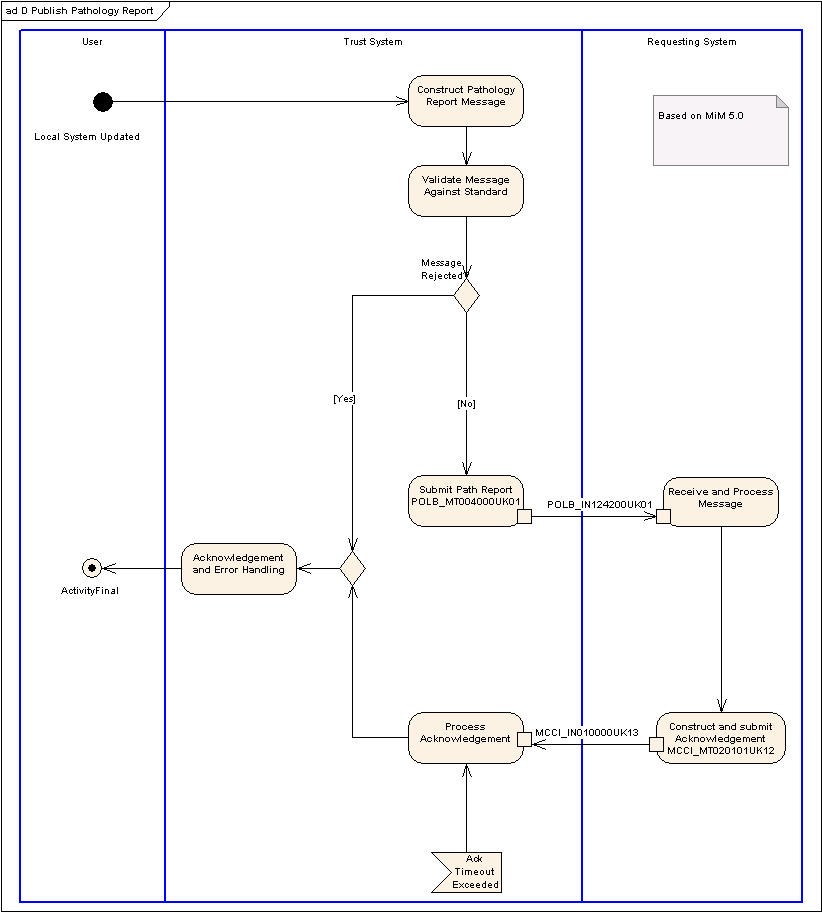 ad D Publish Pathology Report
User
Trust System
Requesting System
Construct Pathology
Report Message
Based on MiM 5.0
Local System Updated
Validate Message
Against Standard
Message
Rejected
[Yes]
[No]
Submit Path Report
POLB_MT004000UK01
POLB_IN124200UK01
Receive and Process
Message
Acknowledgement
and Error Handling
ActivityFinal
Process
Acknowledgement
MCCI_IN010000UK13
Construct and submit
Acknowledgement
MCCI_MT020101UK12
Ack
Timeout
Exceeded